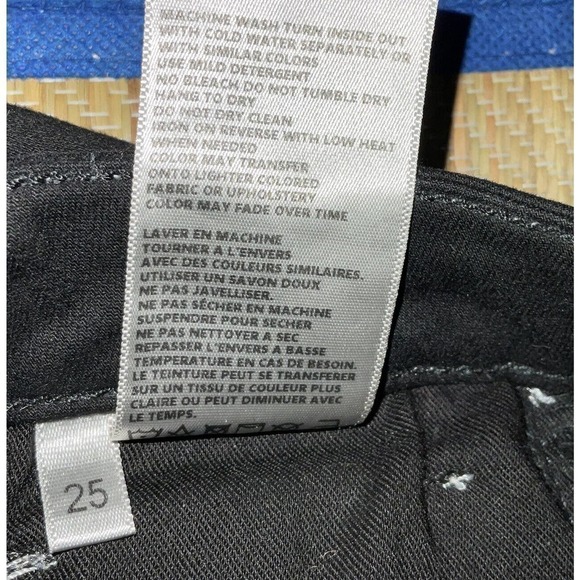 MACHINE WASH TURN INSIDE OUT
WITH COLD WATER SEPARATELY OR
WITH SIMILAR COLORS
USE MILD DETERGENT
NO BLEACH DO NOT TUMBLE DRY
HANG TO DRY
DO NOT DRY CLEAN
IRON ON REVERSE WITH LOW HEAT
WHEN NEEDED
COLOR MAY TRANSFER
ONTO LIGHTER COLORED
FABRIC OR UPHOLSTERY
COLOR MAY FADE OVER TIME
LAVER EN MACHINE
TOURNER À L'ENVERS
AVEC DES COULEURS SIMILAIRES.
UTILISER UN SAVON DOUX
NE PAS JAVELLISER.
NE PAS SÉCHER EN MACHINE
SUSPENDRE POUR SECHER
NE PAS NETTOYER A SEC
REPASSER L'ENVERS A BASSE
TEMPERATURE EN CAS DE BESOIN.
LE TEINTURE PEUT SE TRANSFERER
SUR UN TISSU DE COULEUR PLUS
CLAIRE OU PEUT DIMINUER AVEC
LE TEMPS.
25